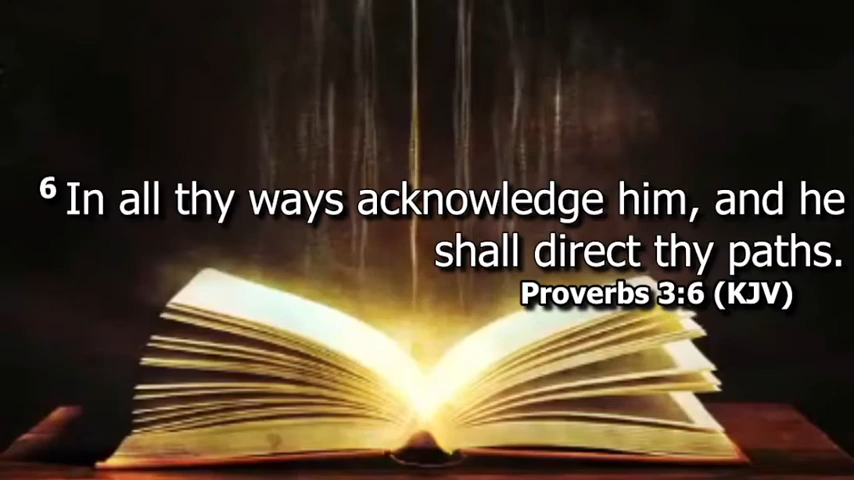 6 In all thy ways acknowledge him, and he
shall direct thy paths.
Proverbs 3:6 (KJV)